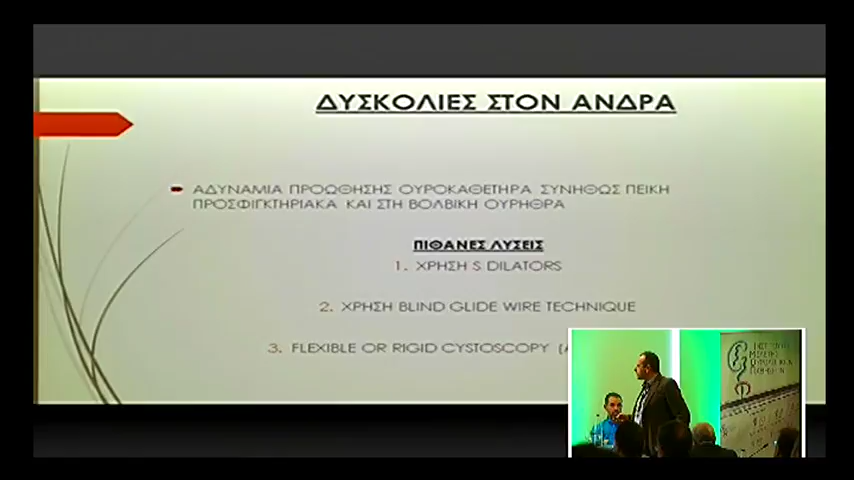 ΔΥΣΚΟΛΙΕΣ ΣΤΟΝ ΑΝΔΡΑ
ΑΔΥΝΑΜΙΑ ΠΡΟΩΘΗΣΗΣ ΟΥΡΟΚΑΘΕΤΗΡΑ ΣΥΝΗΘΩΣ ΠΕΙΚΗ
ΠΡΟΣΦΙΓΚΤΗΡΙΑΚΑ ΚΑΙ ΣΤΗ ΒΟΛΒΙΚΗ ΟΥΡΗΘΡΑ
ΠΙΘΑΝΕΣ ΛΥΣΕΙΣ
1. ΧΡΗΣΗ S DILATORS
2. ΧΡΗΣΗ BLIND GLIDE WIRE TECHNIQUE
3. FLEXIBLE OR RIGID CYSTOSCOPY
ΜΕΛΕΤΗΣ